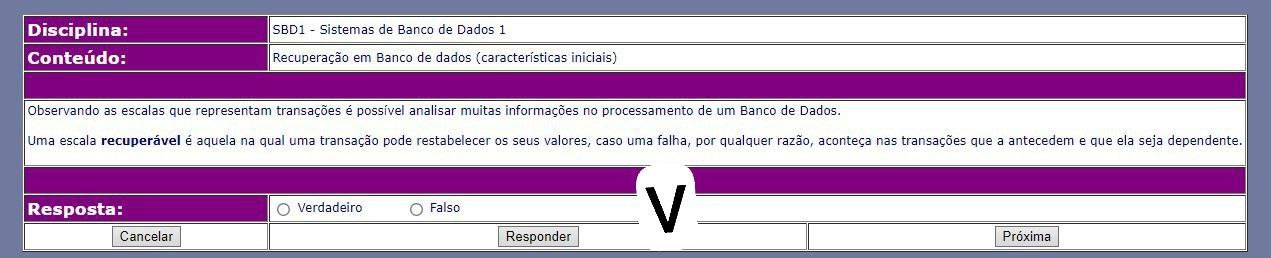 Disciplina: SBD1 - Sistemas de Banco de Dados 1
Conteúdo: Recuperação em Banco de dados (características iniciais)
Observando as escalas que representam transações é possível analisar muitas informações no processamento de um Banco de Dados.
Uma escala recuperável é aquela na qual uma transação pode restabelecer os seus valores, caso uma falha, por qualquer razão, aconteça nas transações que a antecedem e que ela seja dependente.
Resposta: Verdadeiro Falso V
Cancelar Responder Próxima